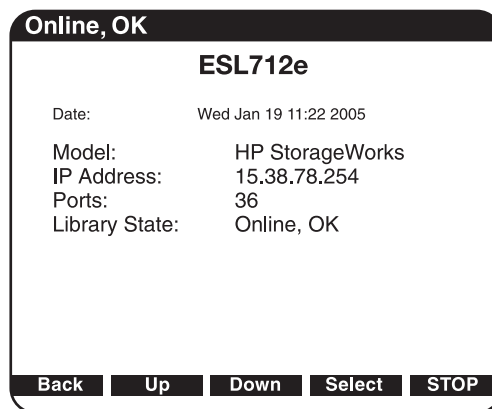 Online, OK
ESL712e
Date: Wed Jan 19 11:22 2005
Model: HP StorageWorks
IP Address: 15.38.78.254
Ports: 36
Library State: Online, OK
Back Up Down Select STOP